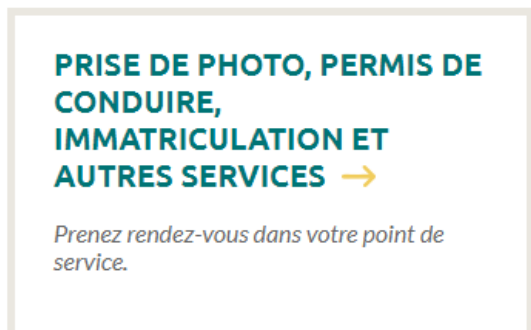 PRISE DE PHOTO, PERMIS DE
CONDUIRE,
IMMATRICULATION ET
AUTRES SERVICES →
Prenez rendez-vous dans votre point de
service.